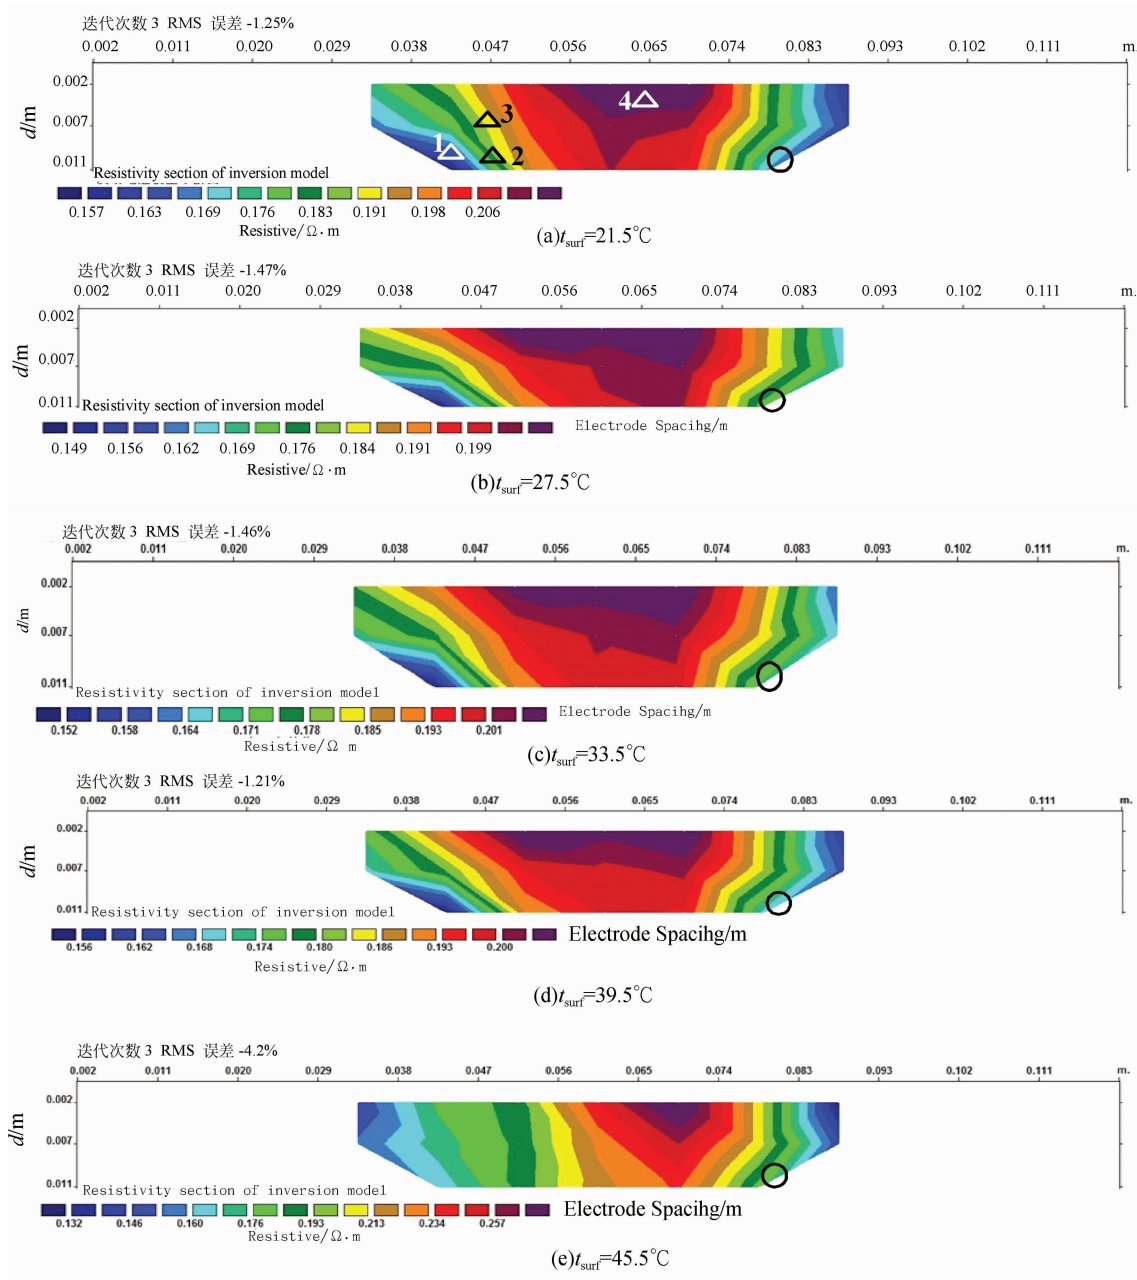 迭代次数 3 RMS 误差 -1.25%
0.002 0.011 0.020 0.029 0.038 0.047 0.056 0.065 0.074 0.083 0.093 0.102 0.111 m.
0.002
0.007
0.011
d/m
1 2 3 4
Resistivity section of inversion model
0.157 0.163 0.169 0.176 0.183 0.191 0.198 0.206
Resistive/Ω·m
(a)tsurf=21.5℃
迭代次数 3 RMS 误差 -1.47%
0.002 0.011 0.020 0.029 0.038 0.047 0.056 0.065 0.074 0.083 0.093 0.102 0.111 m.
0.002
0.007
0.011
d/m
Resistivity section of inversion model
Electrode Spacihg/m
0.149 0.156 0.162 0.169 0.176 0.184 0.191 0.199
Resistive/Ω·m
(b)tsurf=27.5℃
迭代次数 3 RMS 误差 -1.46%
0.002 0.011 0.020 0.029 0.038 0.047 0.056 0.065 0.074 0.083 0.093 0.102 0.111 m.
0.002
0.007
0.011
d/m
Resistivity section of inversion model
Electrode Spacihg/m
0.152 0.158 0.164 0.171 0.178 0.185 0.193 0.201
Resistive/Ω m
(c)tsurf=33.5℃
迭代次数 3 RMS 误差 -1.21%
0.002 0.011 0.020 0.029 0.038 0.047 0.056 0.065 0.074 0.083 0.093 0.102 0.111 m.
0.002
0.007
0.011
d/m
Resistivity section of inversion model
Electrode Spacihg/m
0.156 0.162 0.168 0.174 0.180 0.186 0.193 0.200
Resistive/Ω·m
(d)tsurf=39.5℃
迭代次数 3 RMS 误差 -4.2%
0.002 0.011 0.020 0.029 0.038 0.047 0.056 0.065 0.074 0.083 0.093 0.102 0.111 m.
0.002
0.007
0.011
d/m
Resistivity section of inversion model
Electrode Spacihg/m
0.132 0.146 0.160 0.176 0.193 0.213 0.234 0.257
Resistive/Ω·m
(e)tsurf=45.5℃